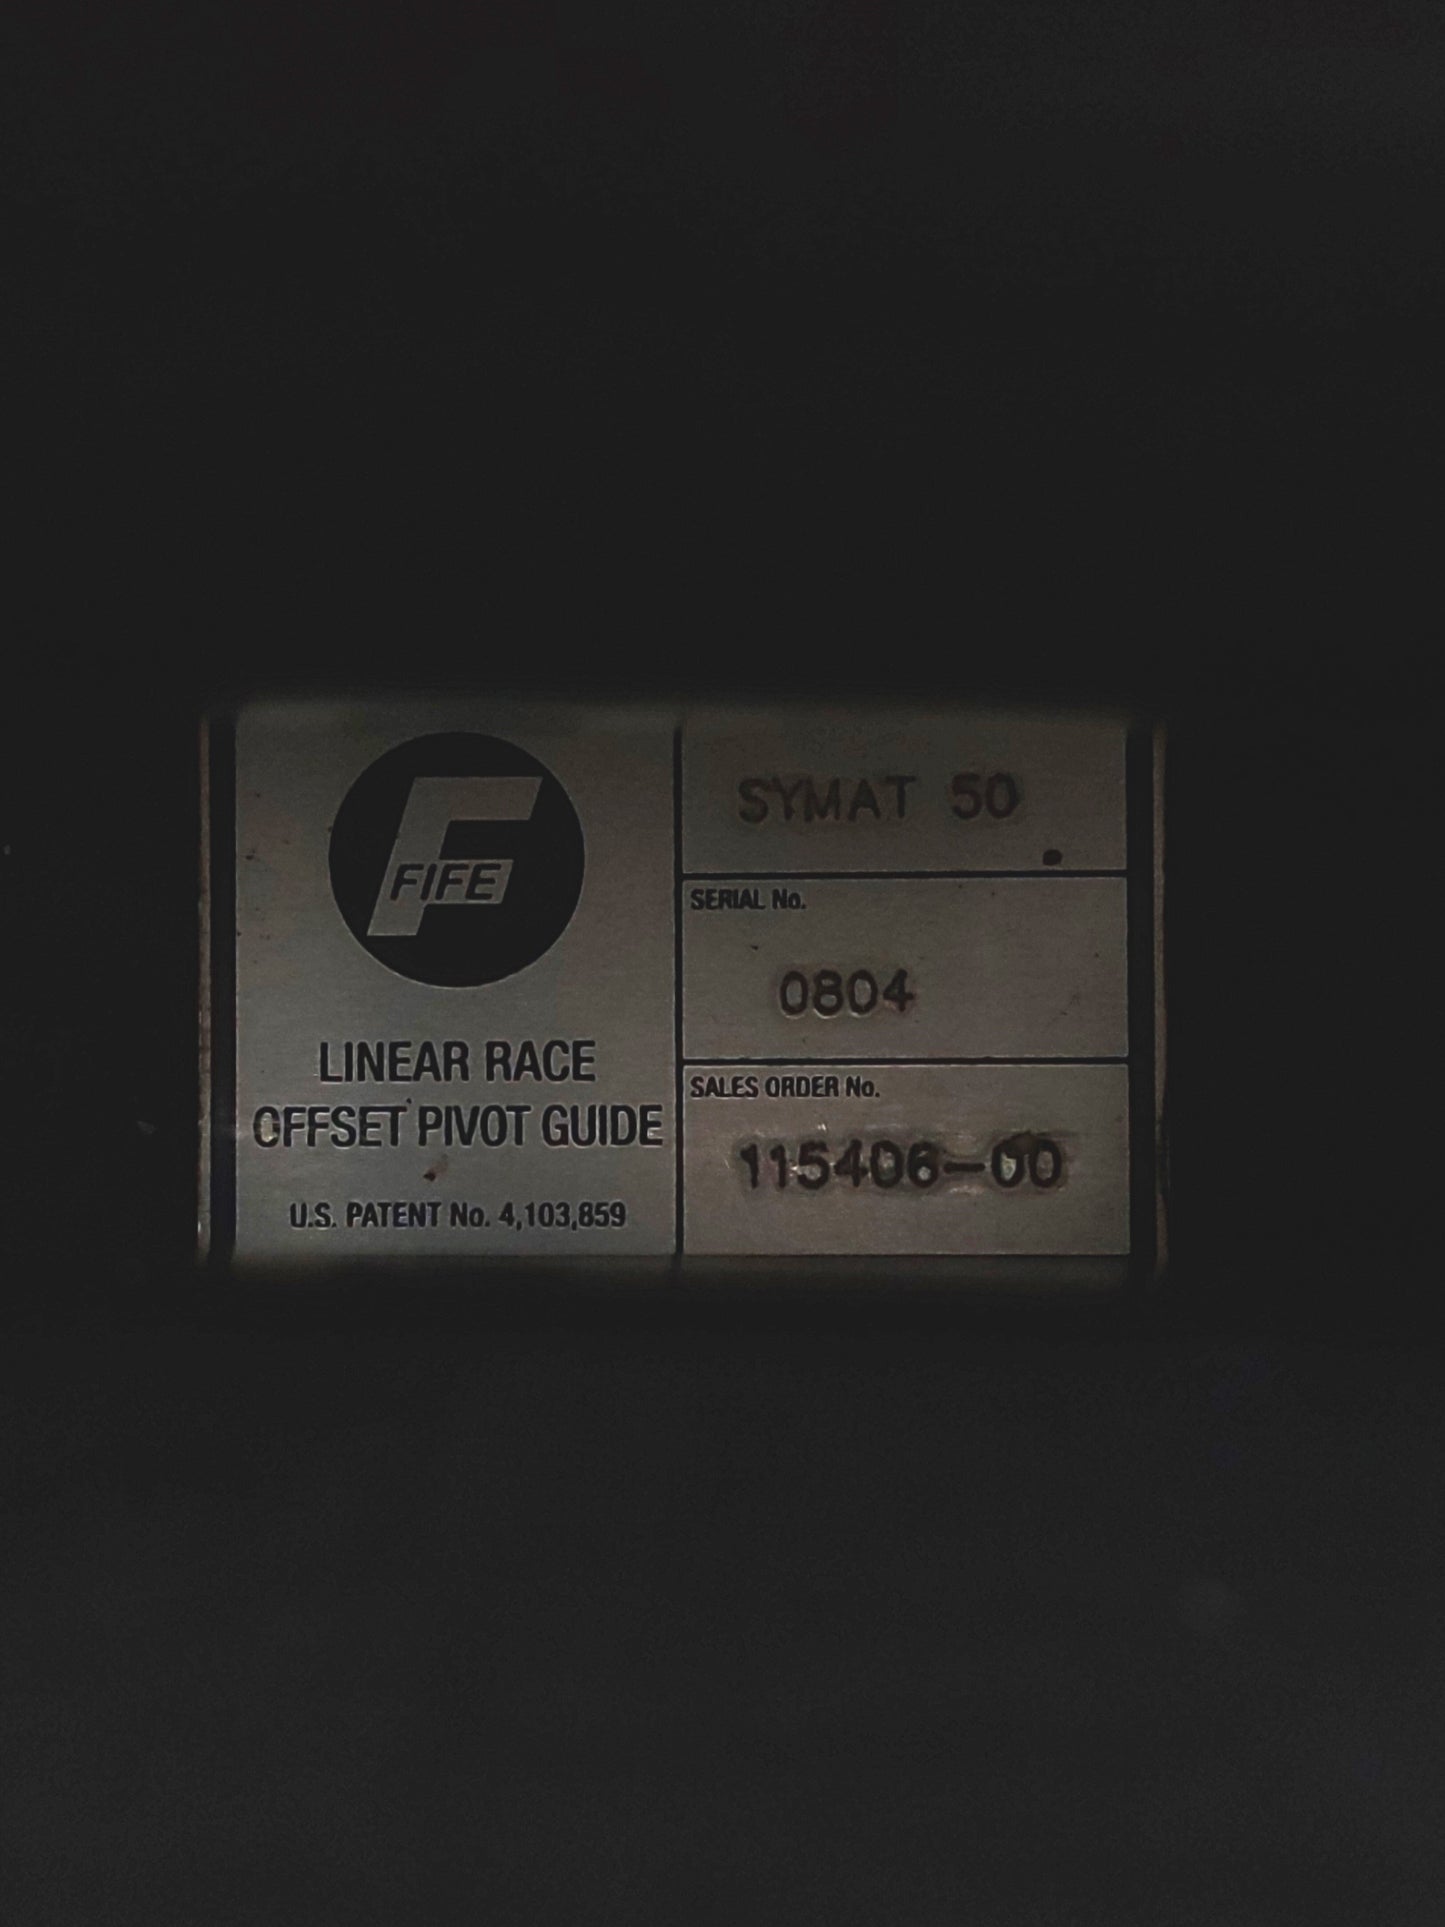 FIFE
LINEAR RACE
OFFSET PIVOT GUIDE
U.S. PATENT No. 4,103,859
SYMAT 50
SERIAL No.
0804
SALES ORDER No.
115406-00